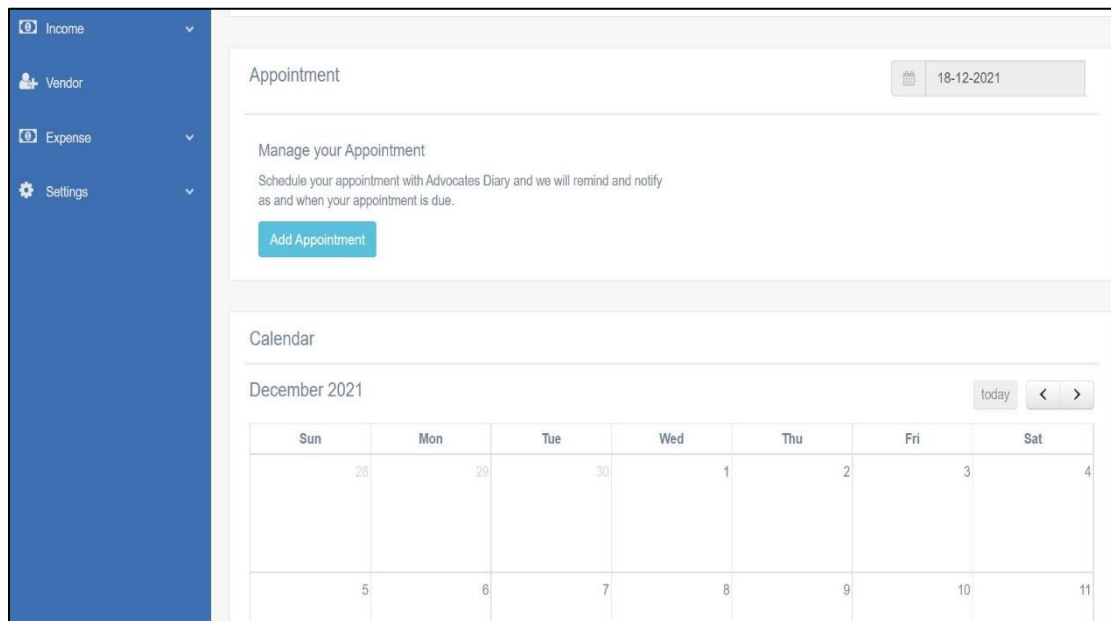 Income
Vendor
Expense
Settings
Appointment
18-12-2021
Manage your Appointment
Schedule your appointment with Advocates Diary and we will remind and notify
as and when your appointment is due.
Add Appointment
Calendar
December 2021
today
Sun Mon Tue Wed Thu Fri Sat
28 29 30 1 2 3 4
5 6 7 8 9 10 11